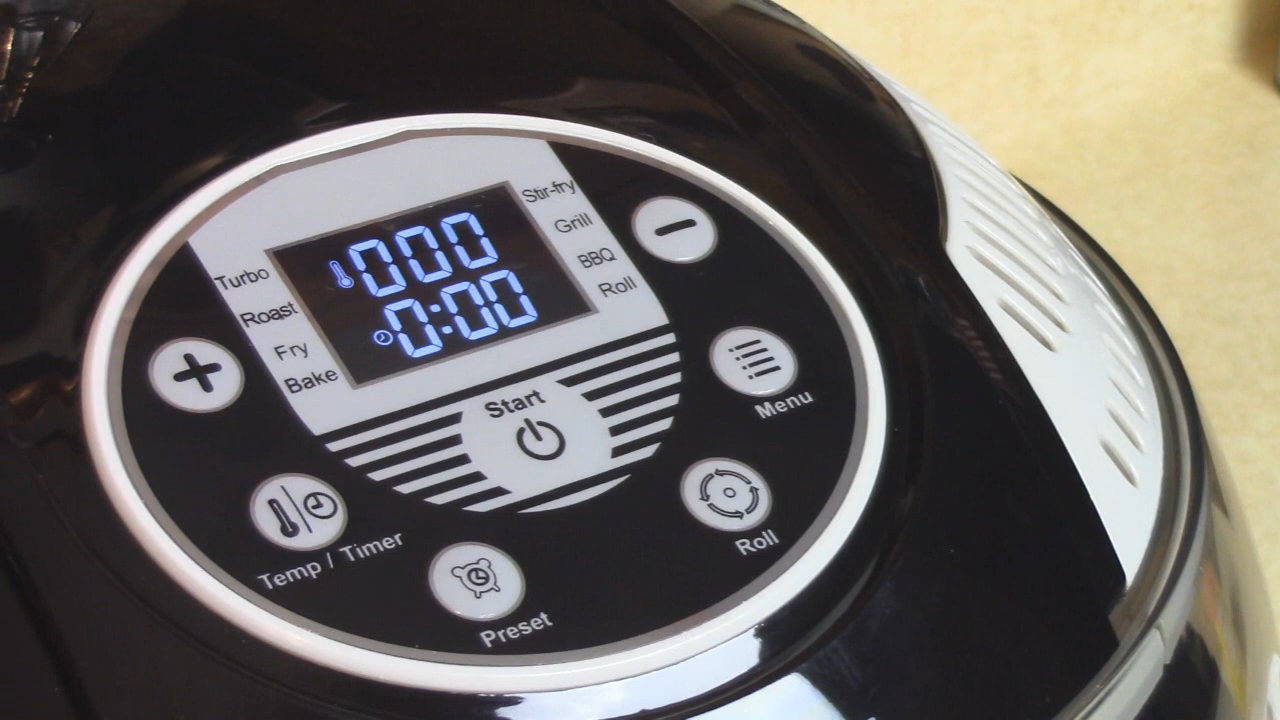 000
0:00
Turbo
Roast
Fry
Bake
Stir-fry
Grill
BBQ
Roll
Start
Menu
Temp / Timer
Roll
Preset